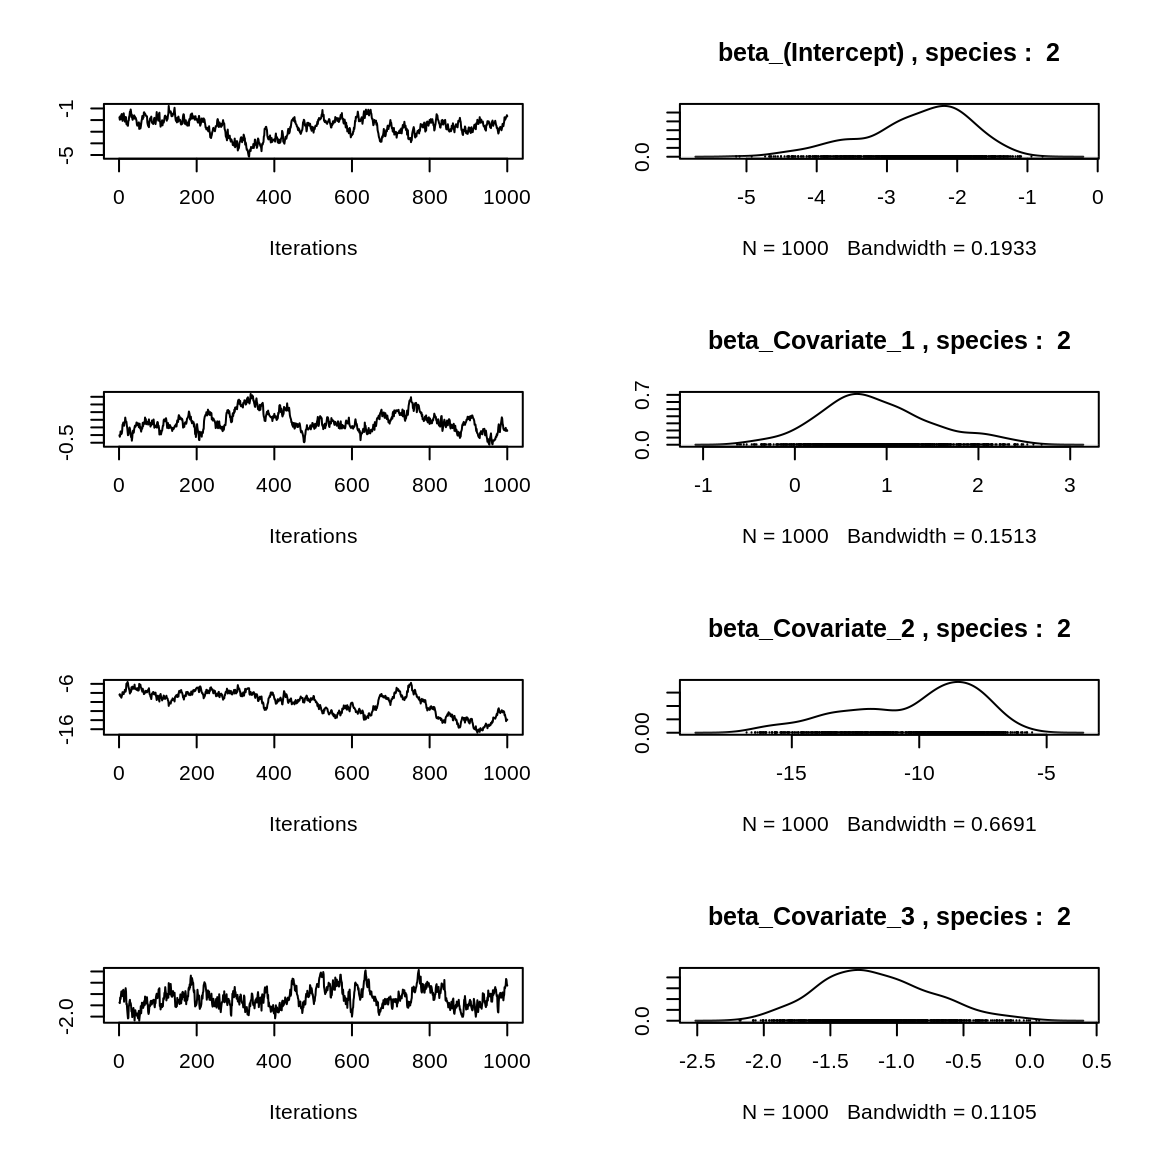 beta_(Intercept) , species :  2
-5 -1
0.0
0 200 400 600 800 1000
-5 -4 -3 -2 -1 0
Iterations
N = 1000   Bandwidth = 0.1933
beta_Covariate_1 , species :  2
-0.5
0.0 0.7
0 200 400 600 800 1000
-1 0 1 2 3
Iterations
N = 1000   Bandwidth = 0.1513
beta_Covariate_2 , species :  2
-16 -6
0.00
0 200 400 600 800 1000
-15 -10 -5
Iterations
N = 1000   Bandwidth = 0.6691
beta_Covariate_3 , species :  2
-2.0
0.0
0 200 400 600 800 1000
-2.5 -2.0 -1.5 -1.0 -0.5 0.0 0.5
Iterations
N = 1000   Bandwidth = 0.1105